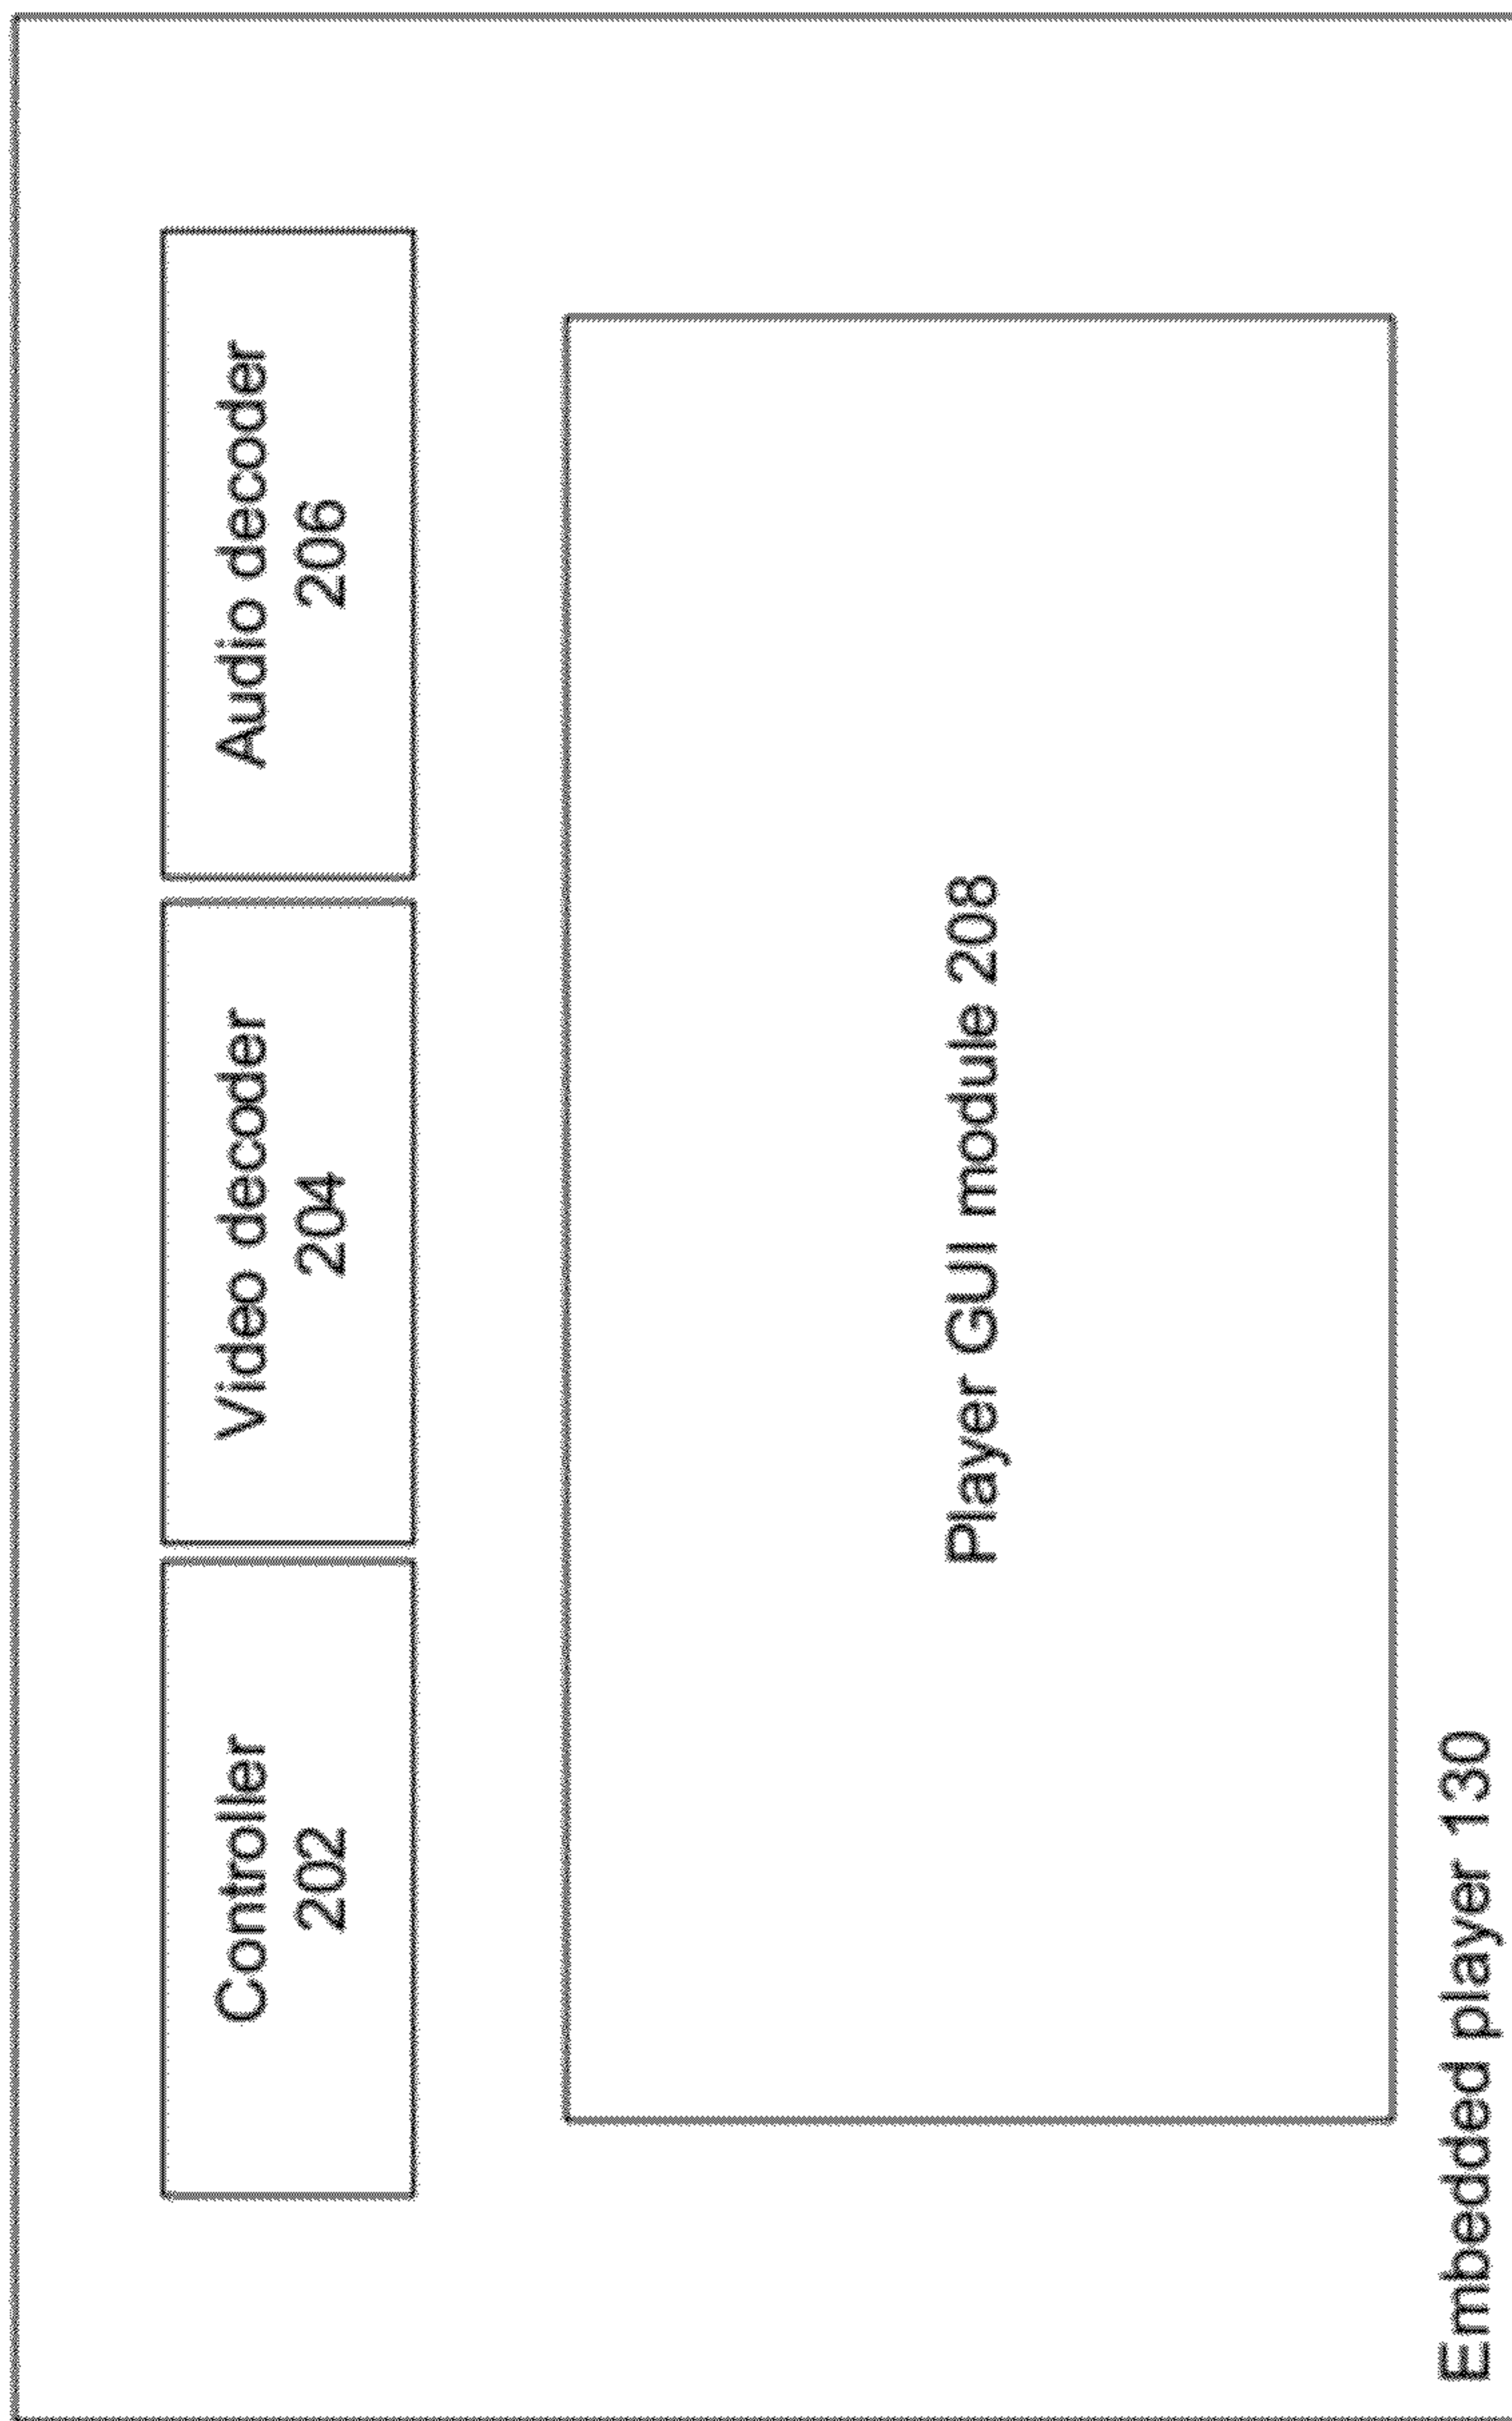 Controller
202
Video decoder
204
Audio decoder
206
Player GUI module 208
Embedded player 130